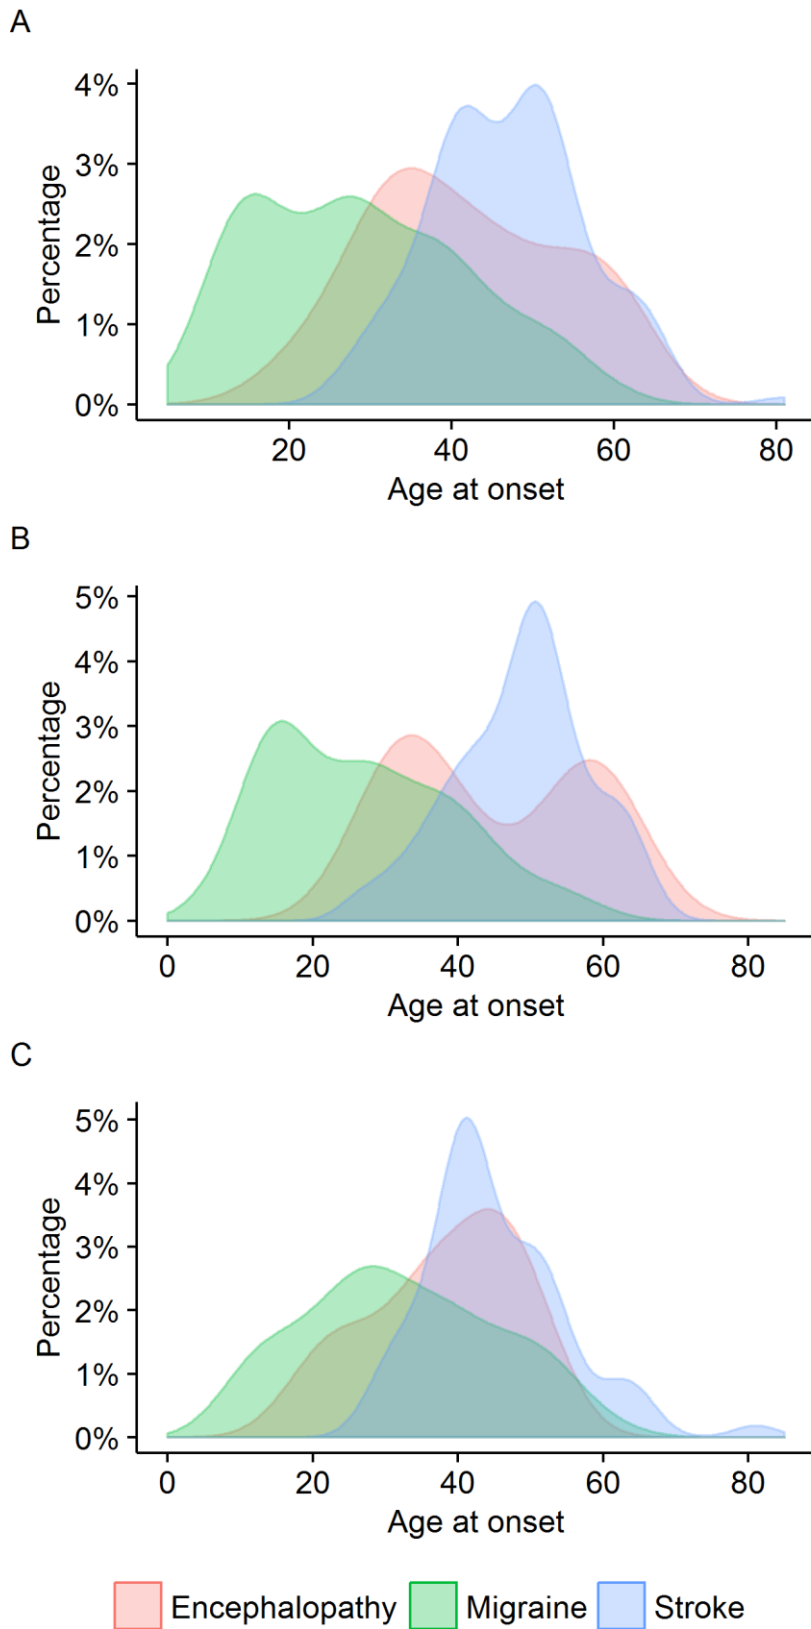 A
4%
3%
2%
1%
0%
Percentage
20 40 60 80
Age at onset
B
5%
4%
3%
2%
1%
0%
Percentage
0 20 40 60 80
Age at onset
C
5%
4%
3%
2%
1%
0%
Percentage
0 20 40 60 80
Age at onset
Encephalopathy Migraine Stroke